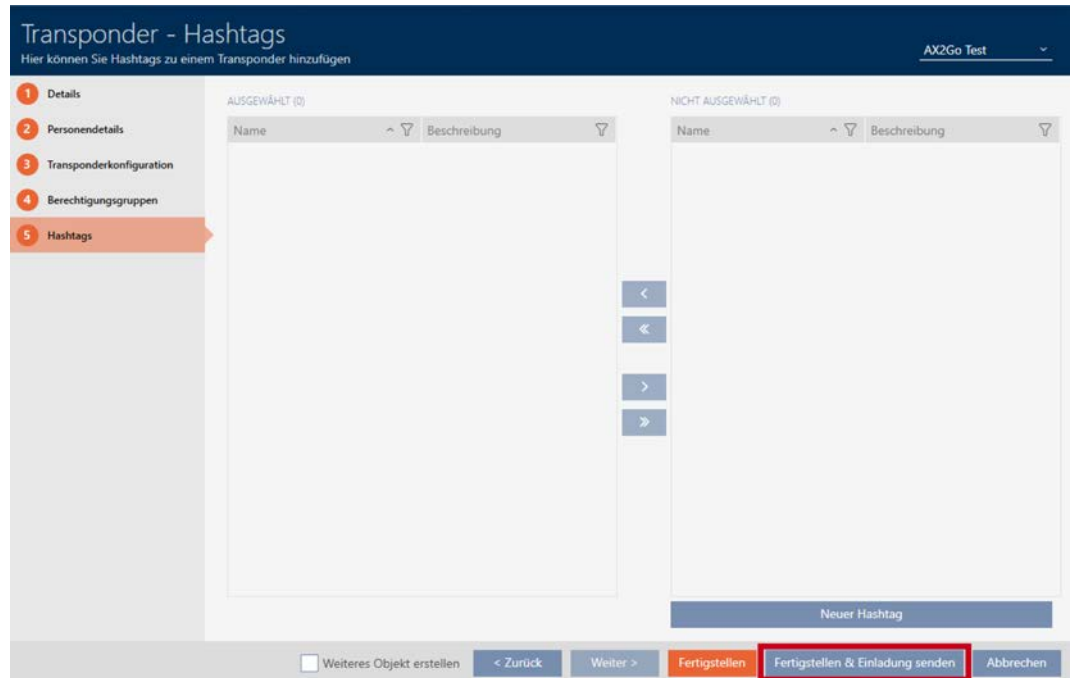 Transponder - Hashtags
Hier können Sie Hashtags zu einem Transponder hinzufügen
AX2Go Test
1 Details
2 Personendetails
3 Transponderkonfiguration
4 Berechtigungsgruppen
5 Hashtags
AUSGEWÄHLT (0)
Name Beschreibung
NICHT AUSGEWÄHLT (0)
Name Beschreibung
<
«
>
»
Neuer Hashtag
Weiteres Objekt erstellen < Zurück Weiter > Fertigstellen Fertigstellen & Einladung senden Abbrechen